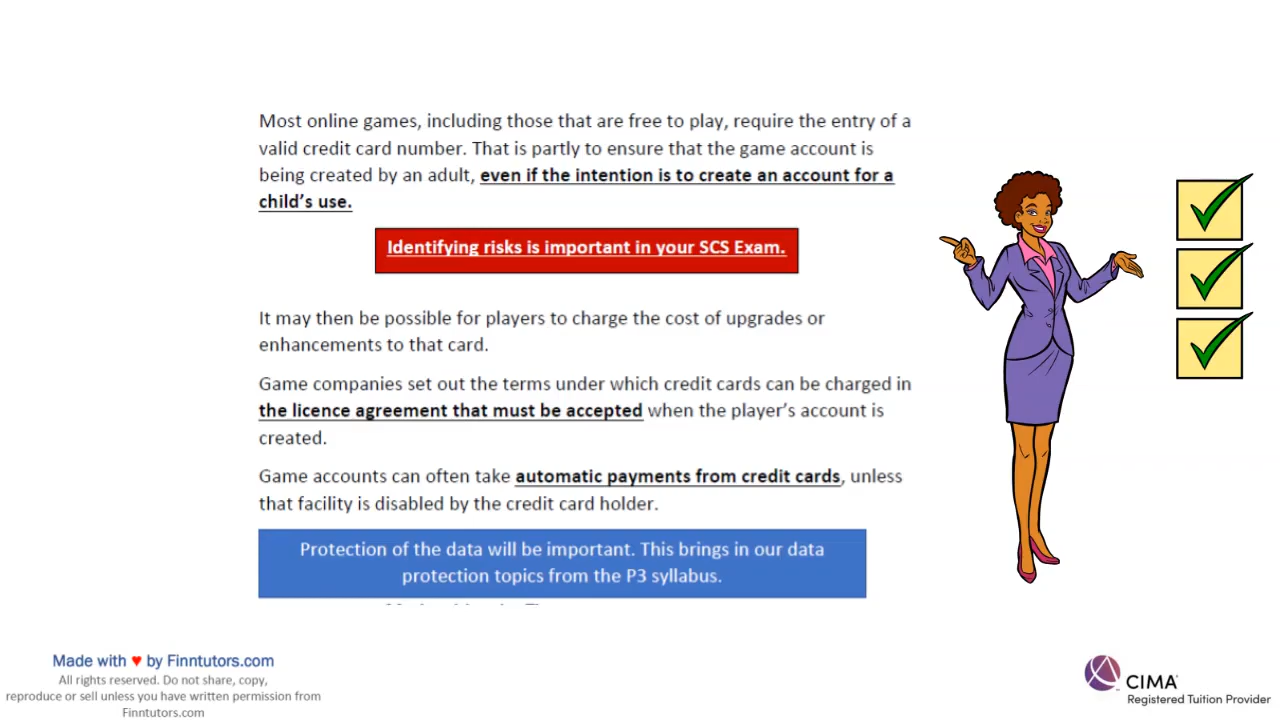 Most online games, including those that are free to play, require the entry of a
valid credit card number. That is partly to ensure that the game account is
being created by an adult, even if the intention is to create an account for a
child's use.
Identifying risks is important in your SCS Exam.
It may then be possible for players to charge the cost of upgrades or
enhancements to that card.
Game companies set out the terms under which credit cards can be charged in
the licence agreement that must be accepted when the player's account is
created.
Game accounts can often take automatic payments from credit cards, unless
that facility is disabled by the credit card holder.
Protection of the data will be important. This brings in our data
protection topics from the P3 syllabus.
Made with ♥ by Finntutors.com
All rights reserved. Do not share, copy,
reproduce or sell unless you have written permission from
Finntutors.com
CIMA
Registered Tuition Provider